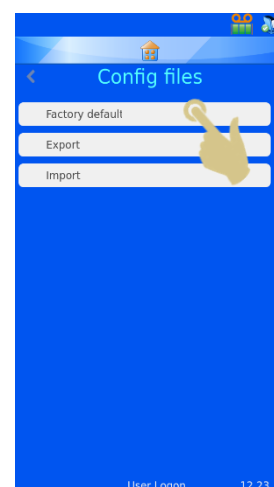 Config files
Factory default
Export
Import
User Logon 12.23